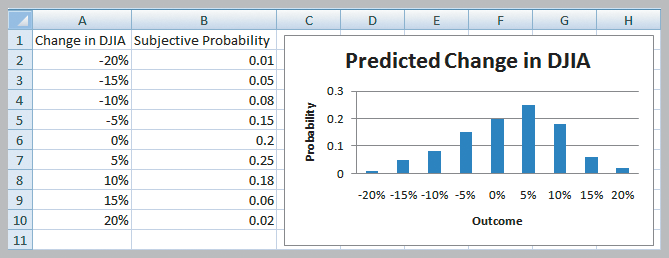 A B C D E F G H
1 Change in DJIA Subjective Probability
2 -20% 0.01
3 -15% 0.05
4 -10% 0.08
5 -5% 0.15
6 0% 0.2
7 5% 0.25
8 10% 0.18
9 15% 0.06
10 20% 0.02
11
Predicted Change in DJIA
Probability
0.3
0.2
0.1
0
-20% -15% -10% -5% 0% 5% 10% 15% 20%
Outcome